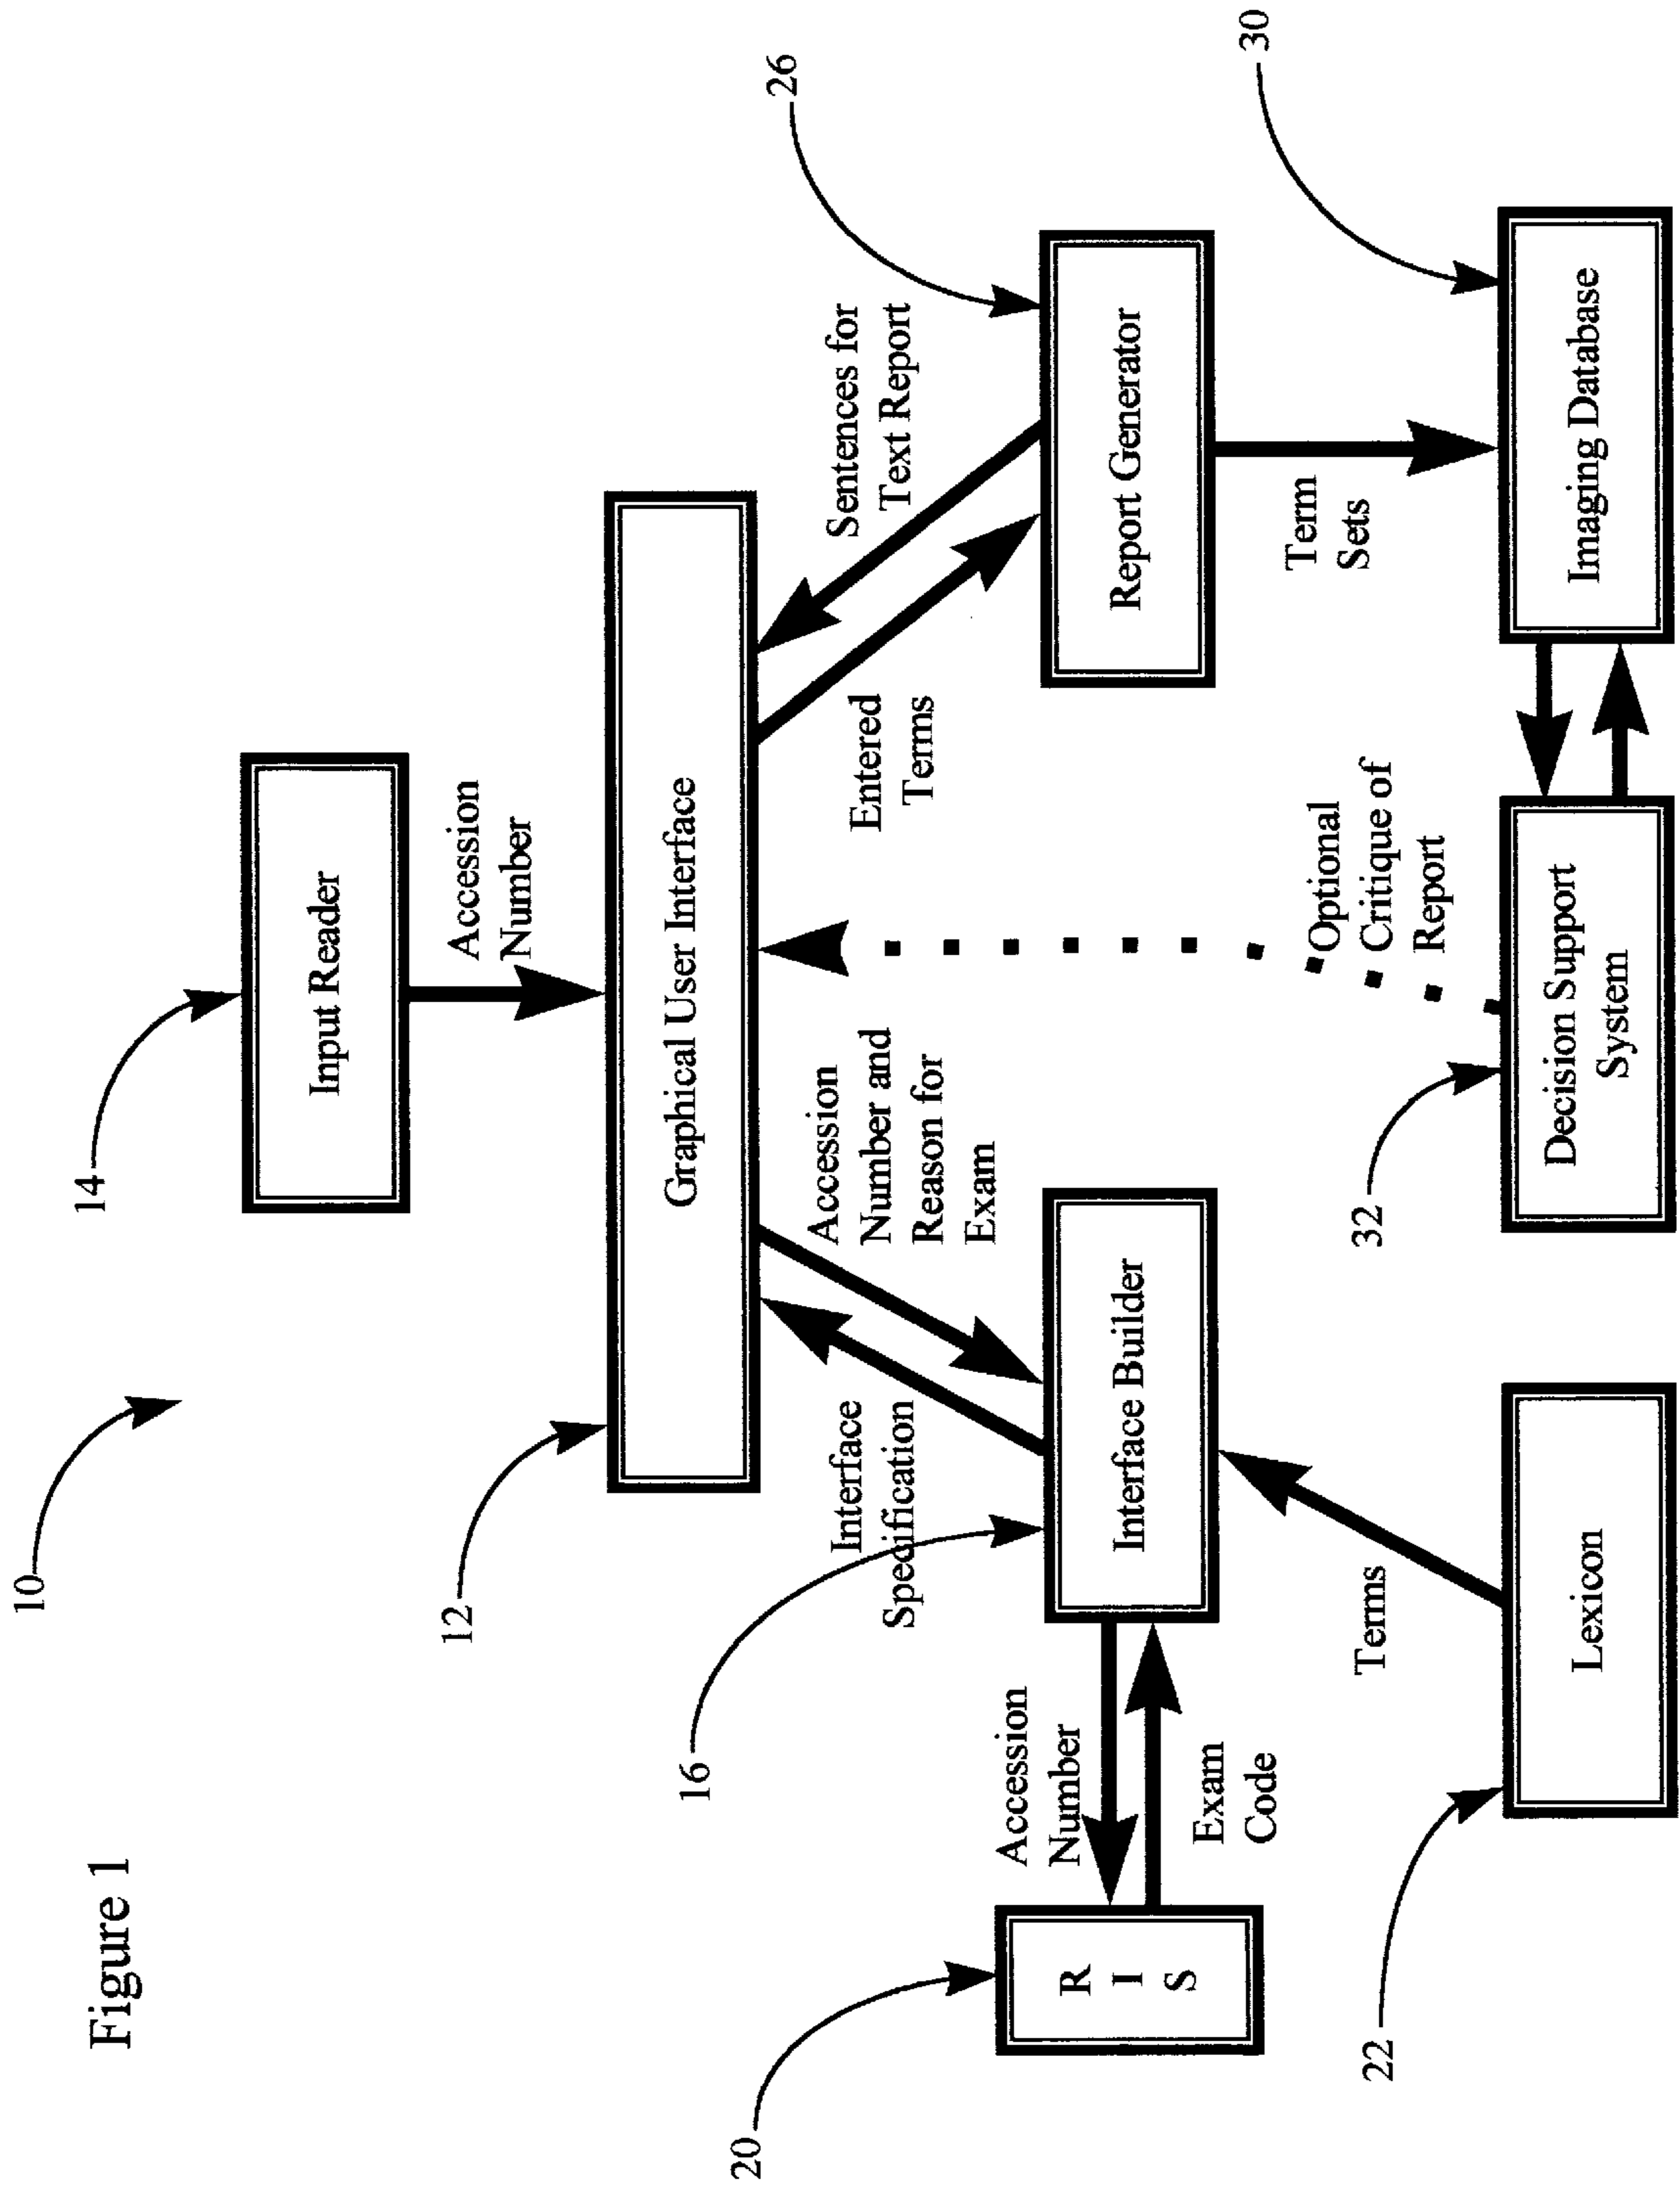 Figure 1
10
14
Input Reader
Accession
Number
12
Graphical User Interface
26
Interface
Specification
Accession
Number and
Reason for
Exam
Entered
Terms
Sentences for
Text Report
16
Interface Builder
Report Generator
20
R
I
S
Accession
Number
Exam
Code
30
Terms
Optional
Critique of
Report
Term
Sets
22
Lexicon
32
Decision Support
System
Imaging Database